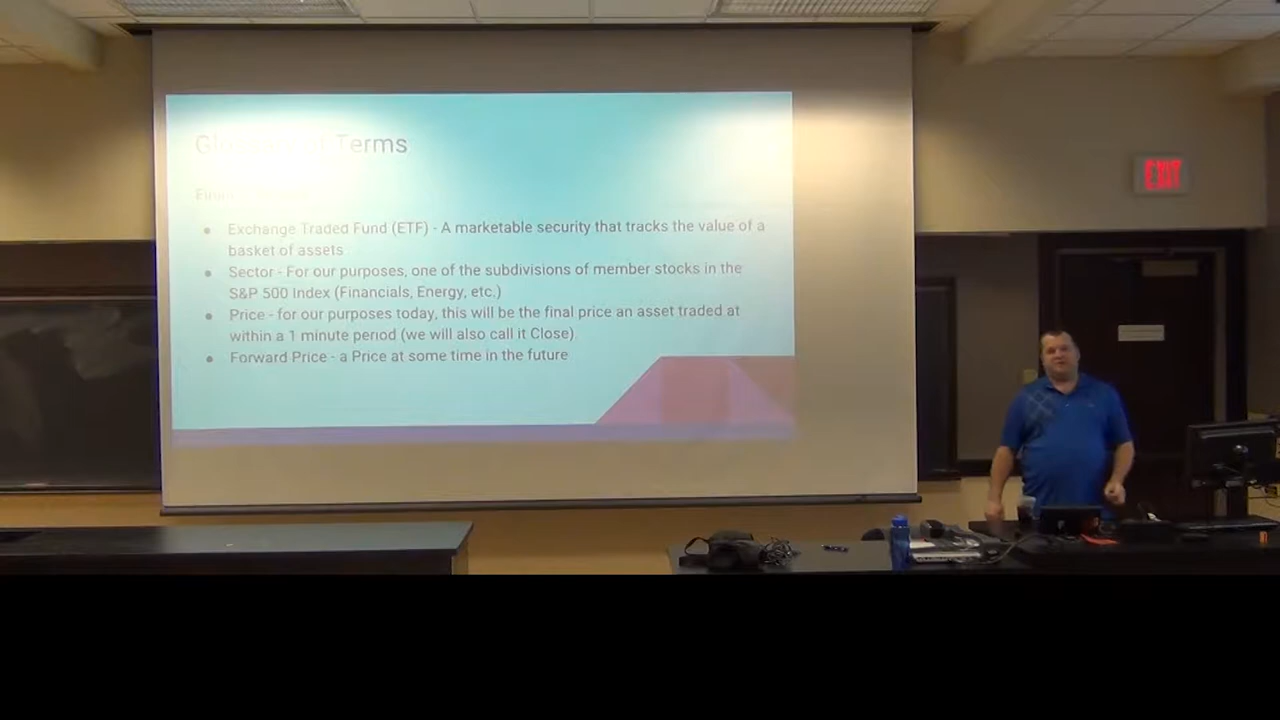 Terms
Exchange Traded Fund (ETF) - A marketable security that tracks the value of a
basket of assets
Sector - For our purposes, one of the subdivisions of member stocks in the
S&P 500 Index (Financials, Energy, etc.)
Price - for our purposes today, this will be the final price an asset traded at
within a 1 minute period (we will also call it Close)
Forward Price - a Price at some time in the future
EXIT